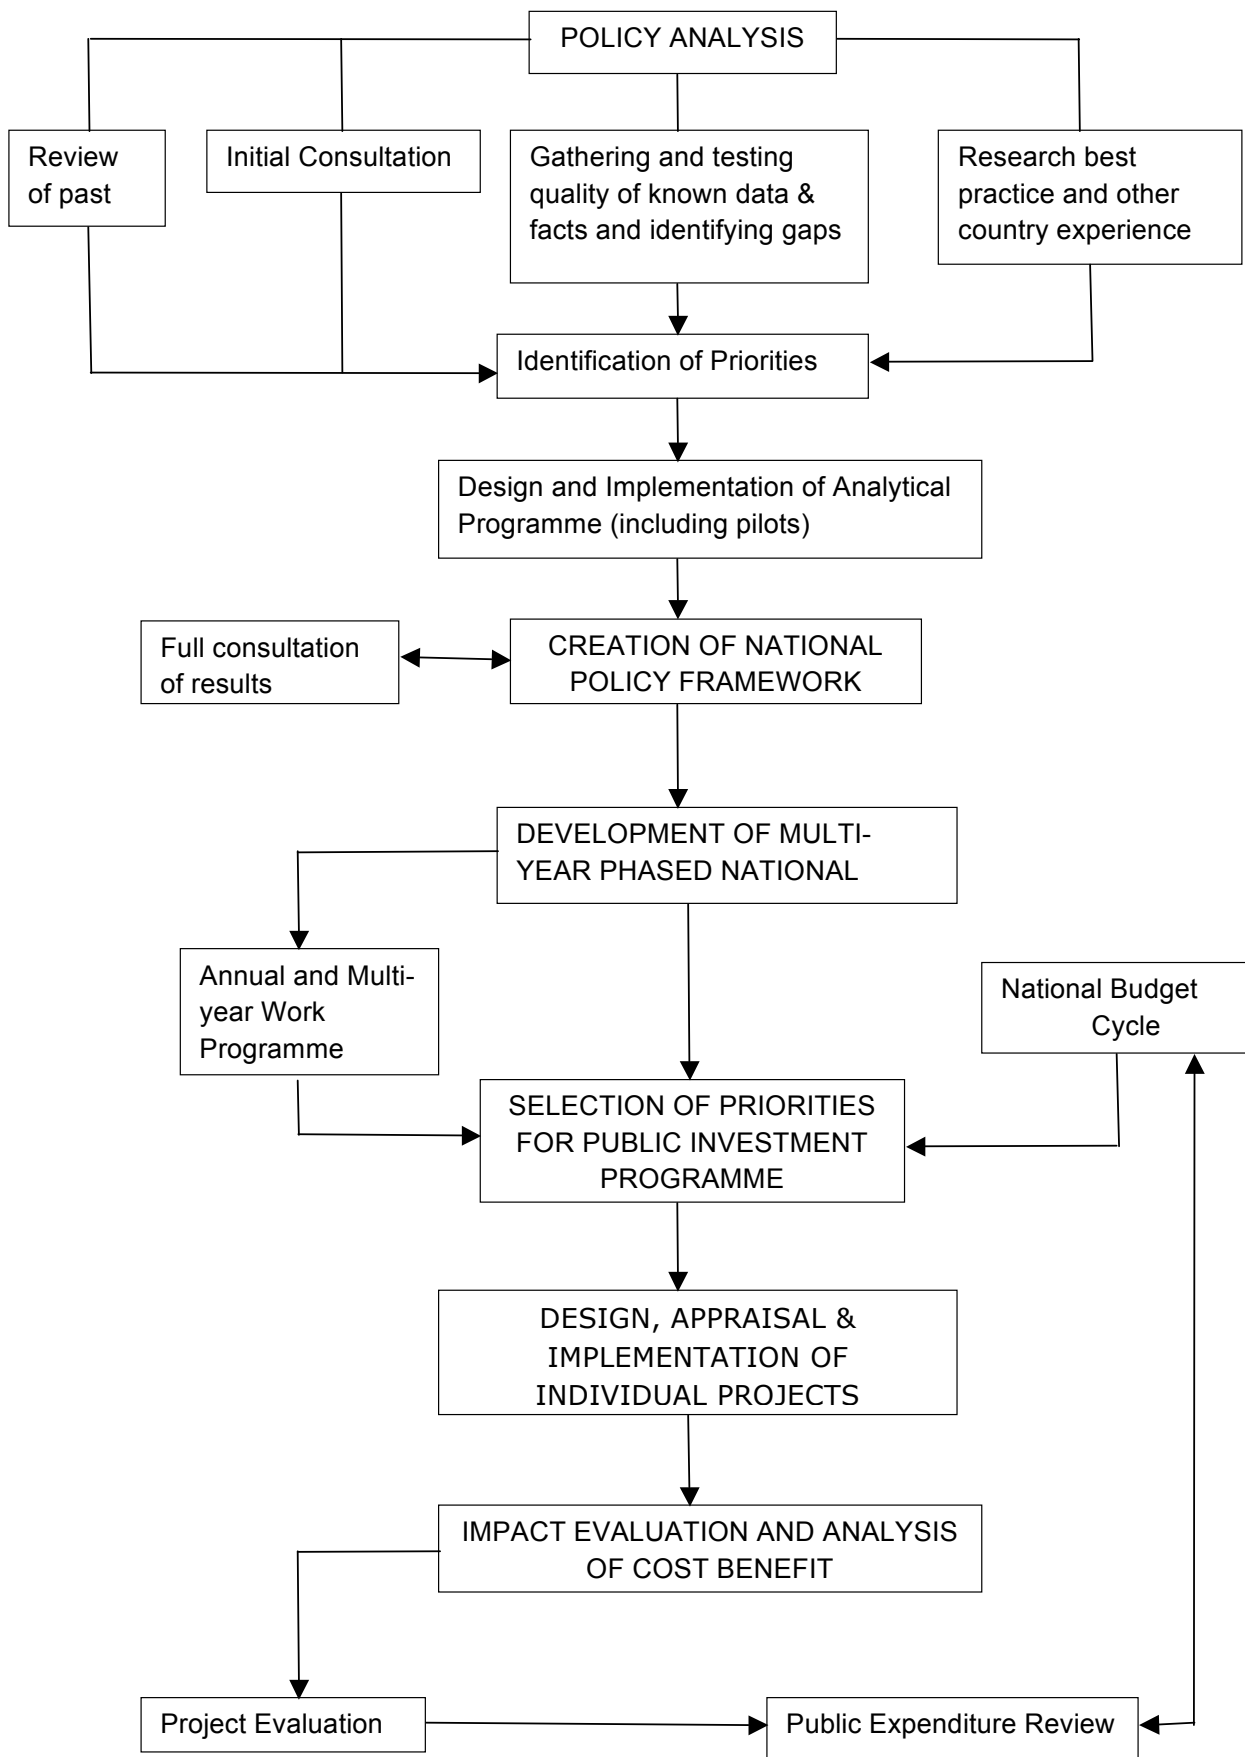 POLICY ANALYSIS
Review
of past
Initial Consultation
Gathering and testing
quality of known data &
facts and identifying gaps
Research best
practice and other
country experience
Identification of Priorities
Design and Implementation of Analytical
Programme (including pilots)
Full consultation
of results
CREATION OF NATIONAL
POLICY FRAMEWORK
DEVELOPMENT OF MULTI-
YEAR PHASED NATIONAL
Annual and Multi-
year Work
Programme
National Budget
Cycle
SELECTION OF PRIORITIES
FOR PUBLIC INVESTMENT
PROGRAMME
DESIGN, APPRAISAL &
IMPLEMENTATION OF
INDIVIDUAL PROJECTS
IMPACT EVALUATION AND ANALYSIS
OF COST BENEFIT
Project Evaluation
Public Expenditure Review